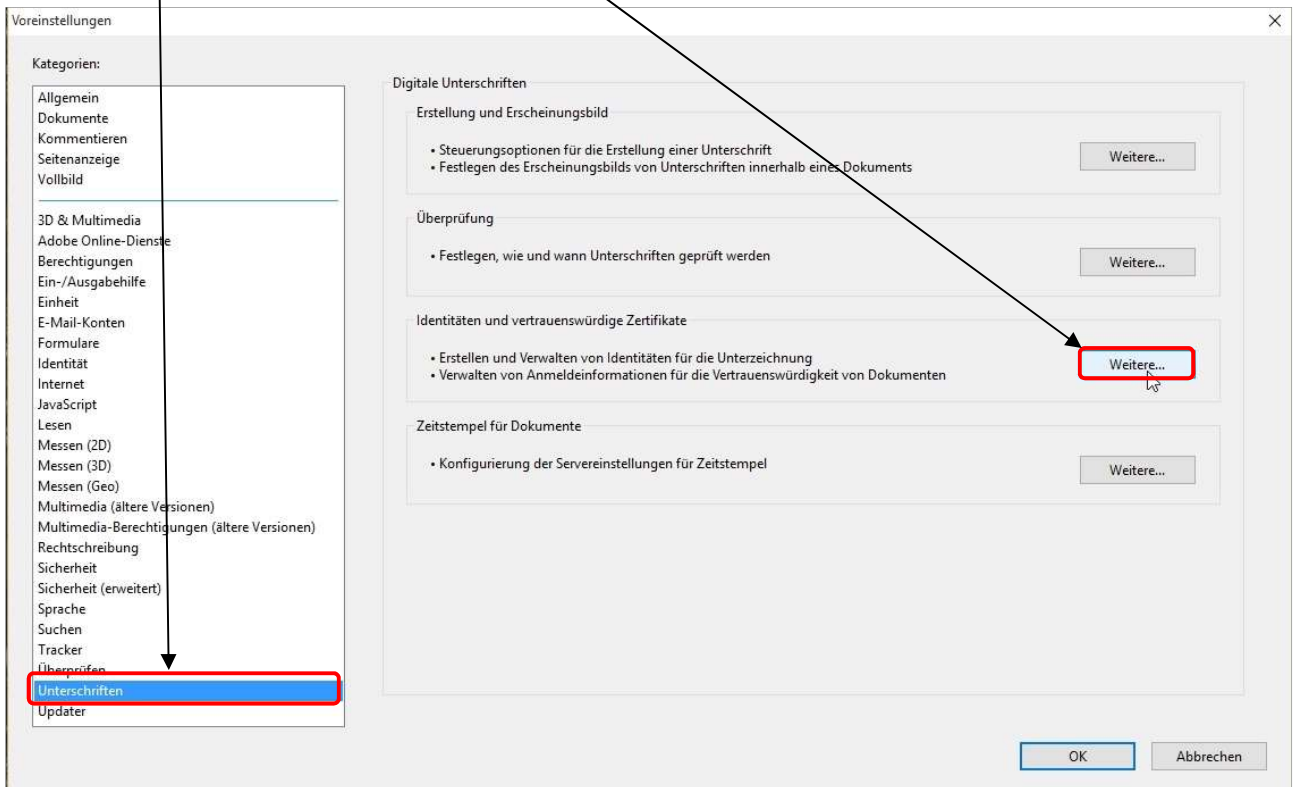 Voreinstellungen
Kategorien:
Allgemein
Dokumente
Kommentieren
Seitenanzeige
Vollbild
3D & Multimedia
Adobe Online-Dienste
Berechtigungen
Ein-/Ausgabehilfe
Einheit
E-Mail-Konten
Formulare
Identität
Internet
JavaScript
Lesen
Messen (2D)
Messen (3D)
Messen (Geo)
Multimedia (ältere Versionen)
Multimedia-Berechtigungen (ältere Versionen)
Rechtschreibung
Sicherheit
Sicherheit (erweitert)
Sprache
Suchen
Tracker
Überprüfen
Unterschriften
Updater
Digitale Unterschriften
Erstellung und Erscheinungsbild
• Steuerungsoptionen für die Erstellung einer Unterschrift
• Festlegen des Erscheinungsbilds von Unterschriften innerhalb eines Dokuments
Weitere...
Überprüfung
• Festlegen, wie und wann Unterschriften geprüft werden
Weitere...
Identitäten und vertrauenswürdige Zertifikate
• Erstellen und Verwalten von Identitäten für die Unterzeichnung
• Verwalten von Anmeldeinformationen für die Vertrauenswürdigkeit von Dokumenten
Weitere...
Zeitstempel für Dokumente
• Konfigurierung der Servereinstellungen für Zeitstempel
Weitere...
OK
Abbrechen